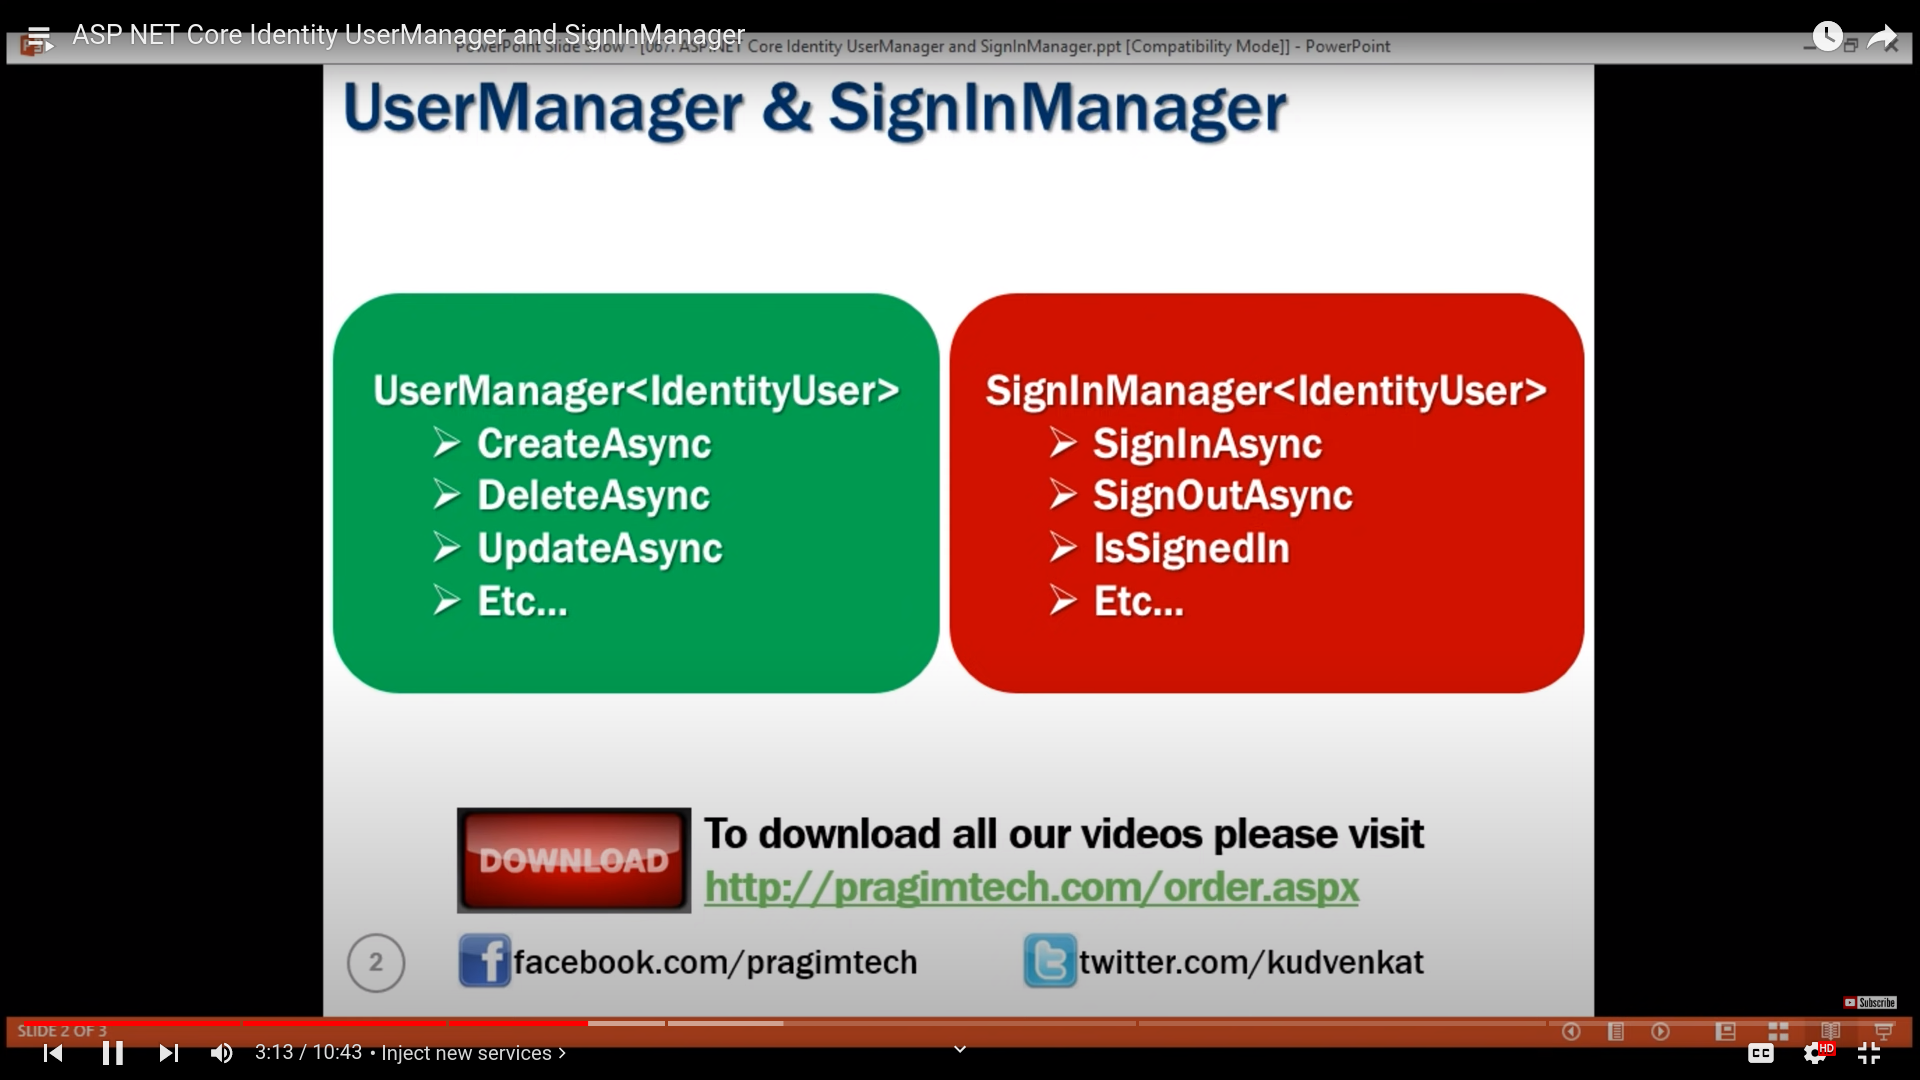 ASP NET Core Identity UserManager and SignInManager
PowerPoint Slide Show - [067. ASP.NET Core Identity UserManager and SignInManager.ppt [Compatibility Mode]] - PowerPoint
UserManager & SignInManager
UserManager<IdentityUser>
CreateAsync
DeleteAsync
UpdateAsync
Etc...
SignInManager<IdentityUser>
SignInAsync
SignOutAsync
IsSignedIn
Etc...
DOWNLOAD
To download all our videos please visit
http://pragimtech.com/order.aspx
2
facebook.com/pragimtech
twitter.com/kudvenkat
Subscribe
SLIDE 2 OF 3
3:13 / 10:43 • Inject new services
CC
HD